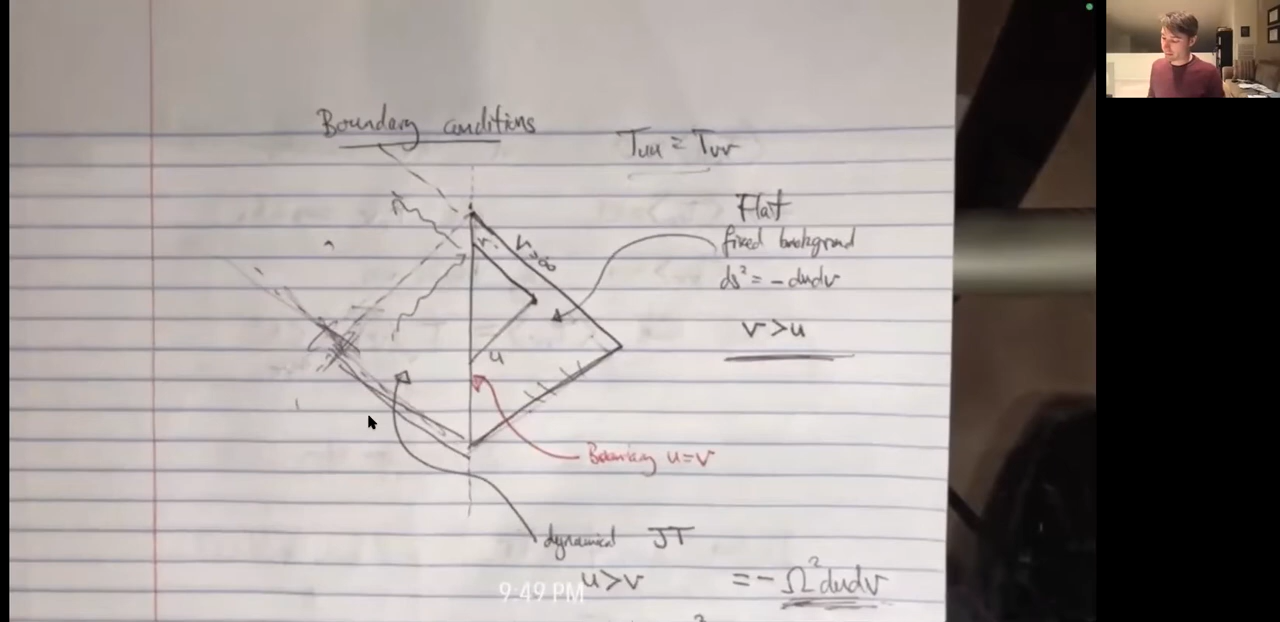 Boundary conditions
Tuu = Tvv
Flat
fixed background
ds² = - dudv
v > u
v
v → ∞
u
Boundary u=v
dynamical JT
u > v
= - Ω² dudv
9:49 PM